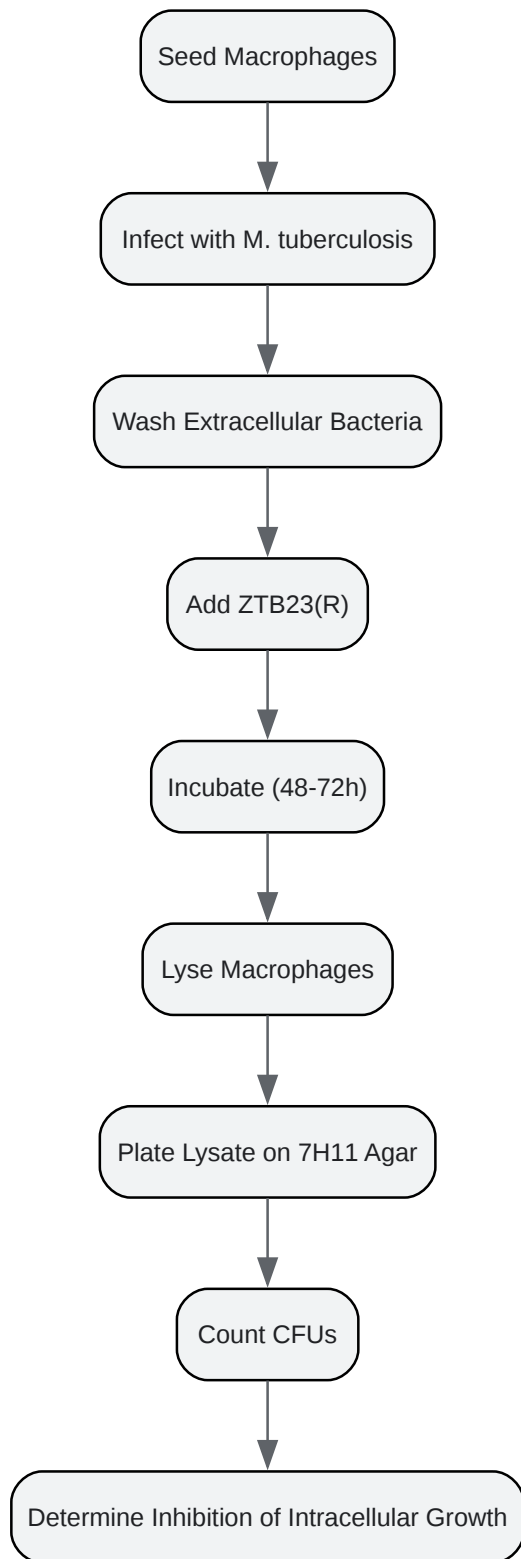 Seed Macrophages
Infect with M. tuberculosis
Wash Extracellular Bacteria
Add ZTB23(R)
Incubate (48-72h)
Lyse Macrophages
Plate Lysate on 7H11 Agar
Count CFUs
Determine Inhibition of Intracellular Growth